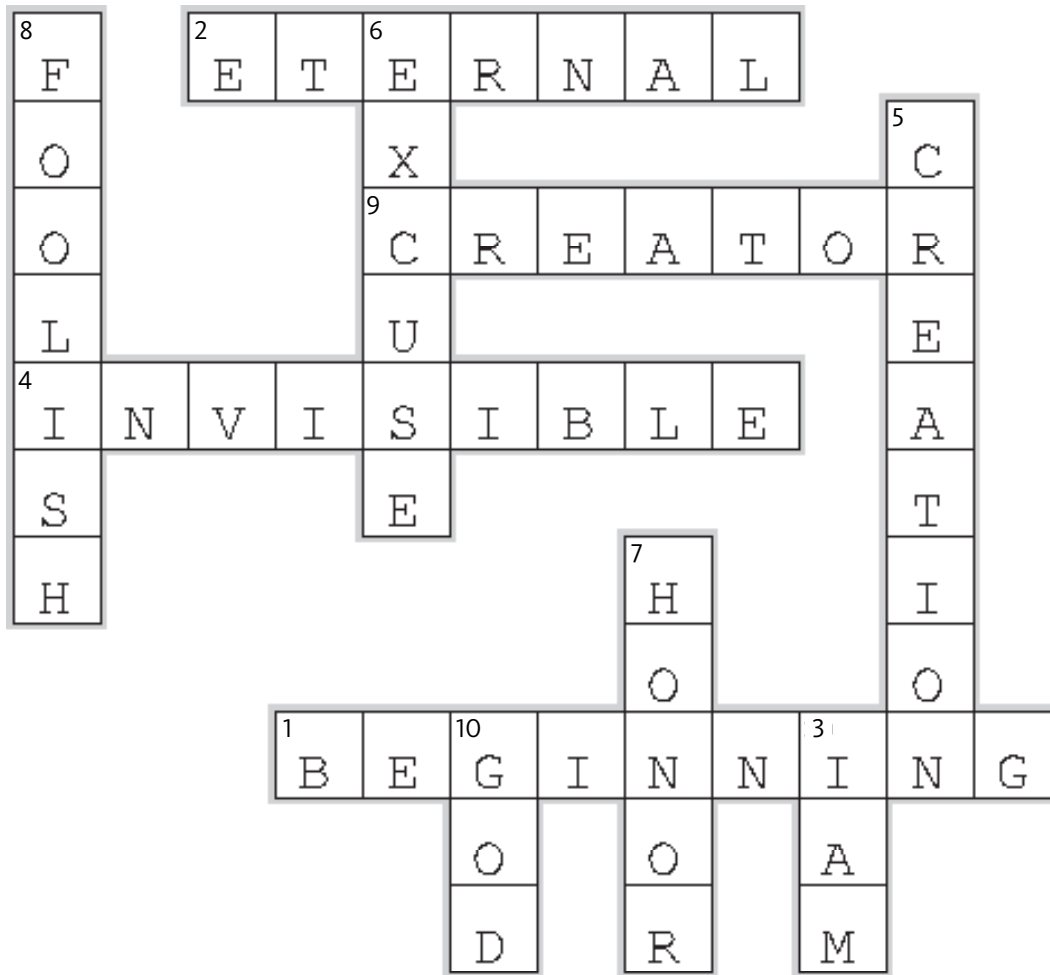 8 2 6
F E T E R N A L
5
O X C
9
O C R E A T O R
L U E
4
I N V I S I B L E A
S E T
7
H H I
O O
1 10 3
B E G I N N I N G
O O A
D R M